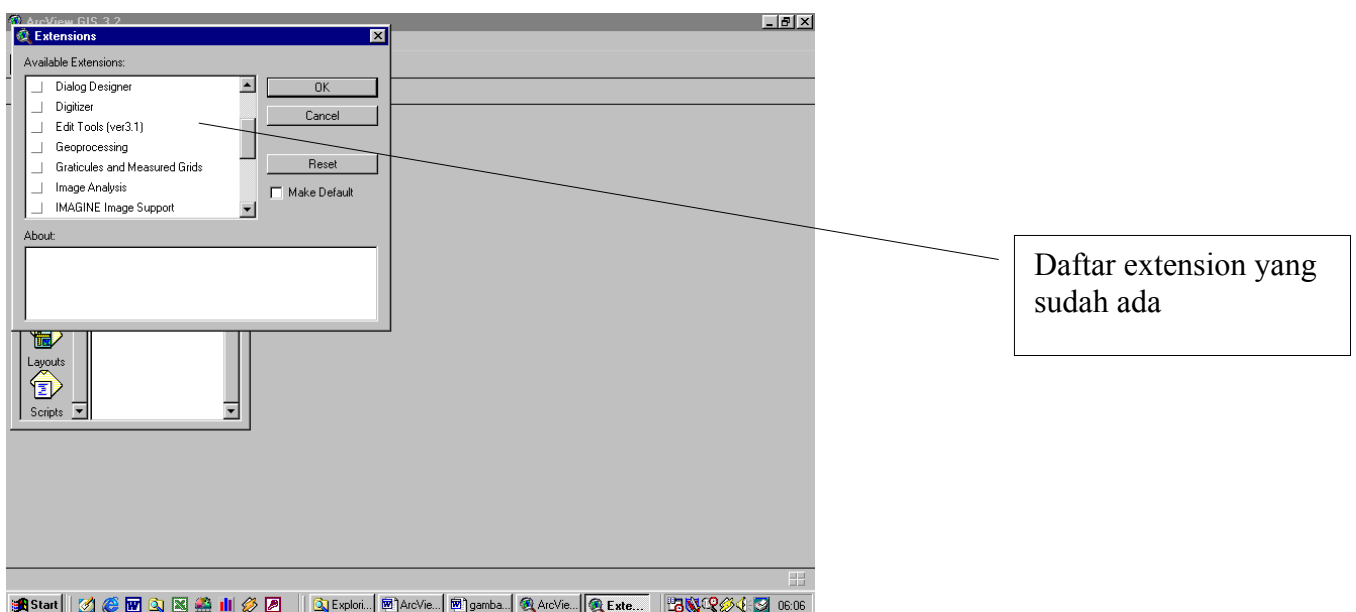 ArcView GIS 3.2
Extensions
Available Extensions:
Dialog Designer
Digitizer
Edit Tools (ver3.1)
Geoprocessing
Graticules and Measured Grids
Image Analysis
IMAGINE Image Support
OK
Cancel
Reset
Make Default
About:
Layouts
Scripts
Daftar extension yang
sudah ada
Start
Explori...
ArcVie...
gamba...
ArcVie...
Exte...
06:06